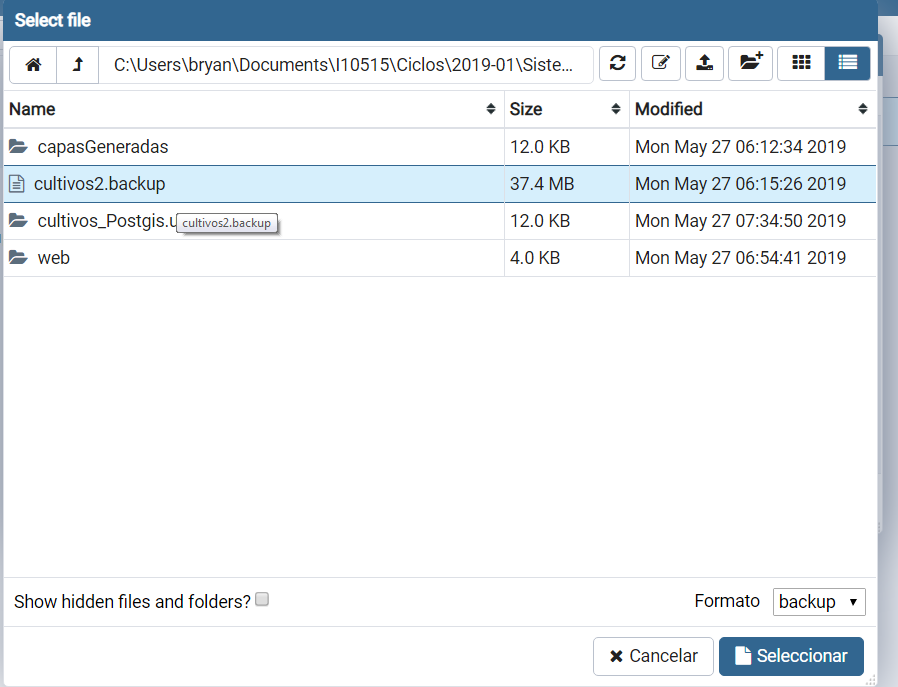 Select file
C:\Users\bryan\Documents\I10515\Ciclos\2019-01\Siste...
Name Size Modified
capasGeneradas 12.0 KB Mon May 27 06:12:34 2019
cultivos2.backup 37.4 MB Mon May 27 06:15:26 2019
cultivos_Postgis.u 12.0 KB Mon May 27 07:34:50 2019
cultivos2.backup
web 4.0 KB Mon May 27 06:54:41 2019
Show hidden files and folders? Formato backup
Cancelar Seleccionar